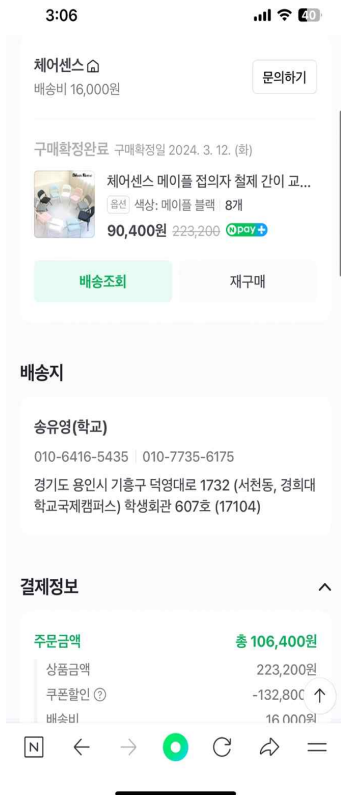 3:06
40
체어센스
배송비 16,000원
문의하기
구매확정완료 구매확정일 2024. 3. 12. (화)
체어센스 메이플 접의자 철제 간이 교...
옵션 색상: 메이플 블랙 8개
90,400원 223,200 N pay+
배송조회
재구매
배송지
송유영(학교)
010-6416-5435 010-7735-6175
경기도 용인시 기흥구 덕영대로 1732 (서천동, 경희대
학교국제캠퍼스) 학생회관 607호 (17104)
결제정보
주문금액 총 106,400원
상품금액 223,200원
쿠폰할인 ? -132,800
배송비 16,000원
N